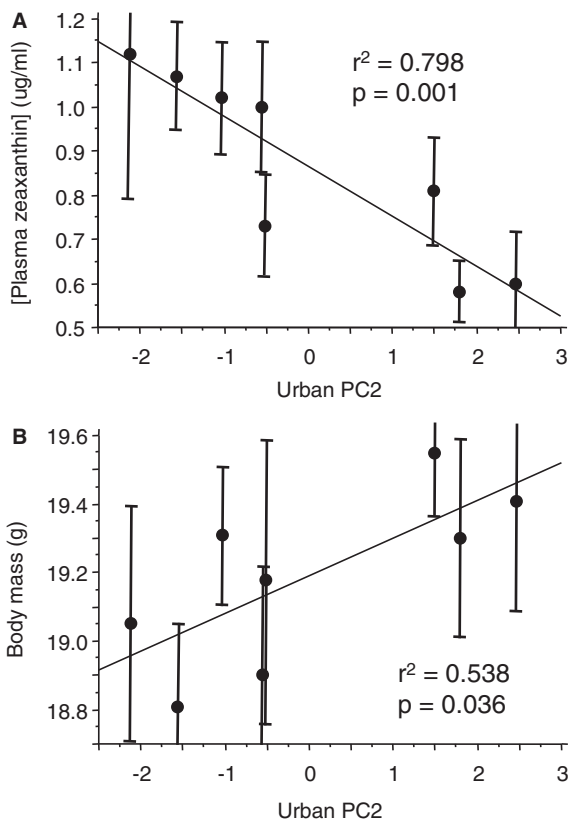 A
[Plasma zeaxanthin] (ug/ml)
1.2
1.1
1.0
0.9
0.8
0.7
0.6
0.5
r² = 0.798
p = 0.001
-2 -1 0 1 2 3
Urban PC2
B
Body mass (g)
19.6
19.4
19.2
19.0
18.8
r² = 0.538
p = 0.036
-2 -1 0 1 2 3
Urban PC2